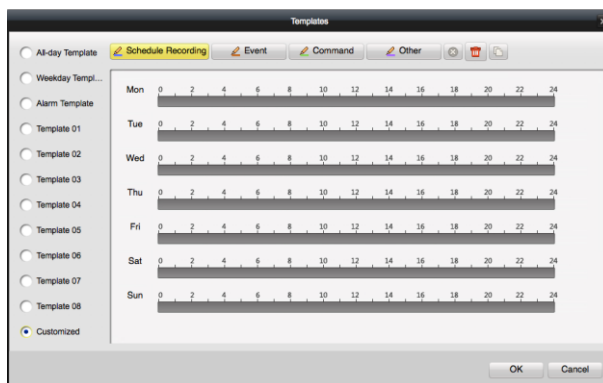 Templates
All-day Template
Schedule Recording
Event
Command
Other
Weekday Templ...
Alarm Template
Template 01
Template 02
Template 03
Template 04
Template 05
Template 06
Template 07
Template 08
Customized
Mon 0 2 4 6 8 10 12 14 16 18 20 22 24
Tue 0 2 4 6 8 10 12 14 16 18 20 22 24
Wed 0 2 4 6 8 10 12 14 16 18 20 22 24
Thu 0 2 4 6 8 10 12 14 16 18 20 22 24
Fri 0 2 4 6 8 10 12 14 16 18 20 22 24
Sat 0 2 4 6 8 10 12 14 16 18 20 22 24
Sun 0 2 4 6 8 10 12 14 16 18 20 22 24
OK
Cancel